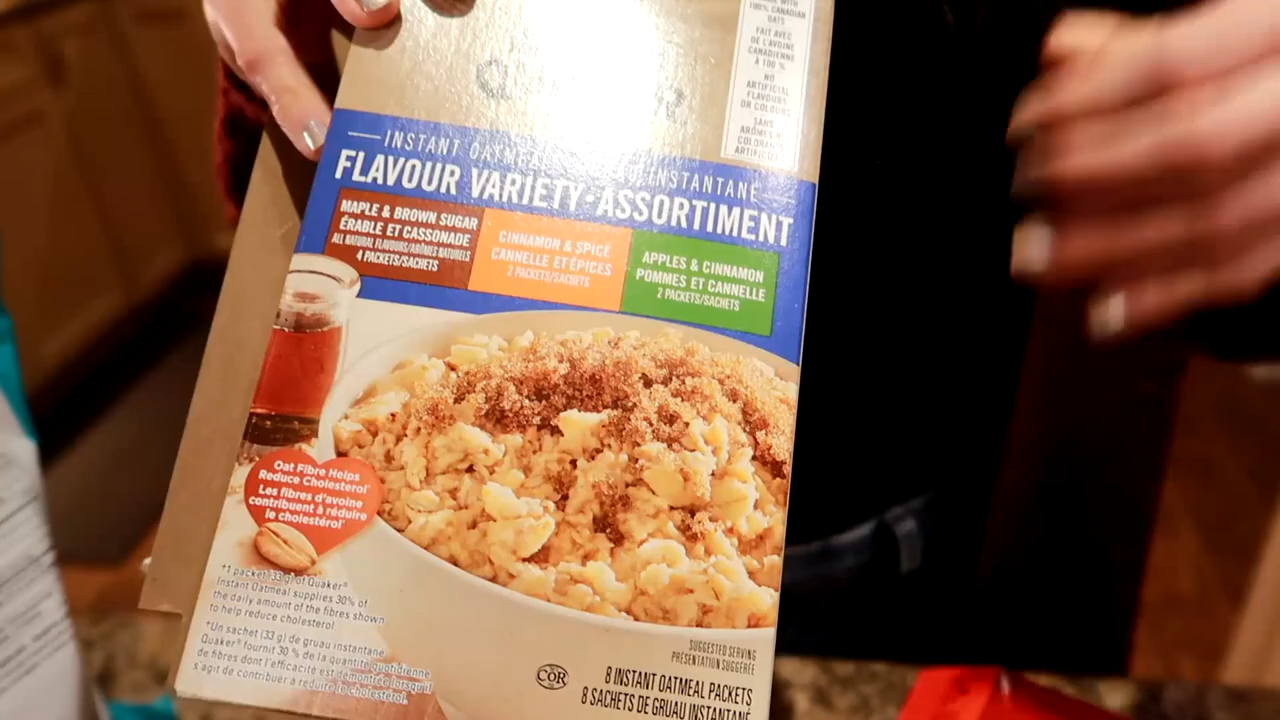 100% CANADIAN
OATS
FAIT AVEC
DE L'AVOINE
CANADIENNE
À 100 %
NO
ARTIFICIAL
FLAVOURS
OR COLOURS
SANS
INSTANT OATMEAL
INSTANTANÉ
FLAVOUR VARIETY·ASSORTIMENT
MAPLE & BROWN SUGAR
ÉRABLE ET CASSONADE
ALL NATURAL FLAVOURS/ARÔMES NATURELS
4 PACKETS/SACHETS
CINNAMON & SPICE
CANNELLE ET ÉPICES
2 PACKETS/SACHETS
APPLES & CINNAMON
POMMES ET CANNELLE
2 PACKETS/SACHETS
Oat Fibre Helps
Reduce Cholesterol†
Les fibres d'avoine
contribuent à réduire
le cholestérol†
†1 packet (33 g) of Quaker®
Instant Oatmeal supplies 30% of
the daily amount of the fibres shown
to help reduce cholesterol
†Un sachet (33 g) de gruau instantané
Quaker® fournit 30 % de la quantité quotidienne
de fibres dont l'efficacité est démontrée lorsqu'il
s'agit de contribuer à réduire le cholestérol.
COR
SUGGESTED SERVING
PRÉSENTATION SUGGÉRÉE
8 INSTANT OATMEAL PACKETS
8 SACHETS DE GRUAU INSTANTANÉ